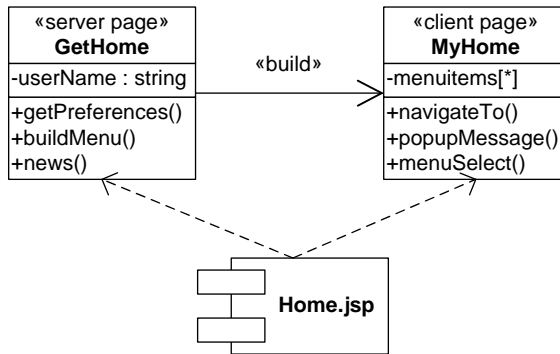 «server page»
GetHome
-userName : string
+getPreferences()
+buildMenu()
+news()
«build»
«client page»
MyHome
-menuitems[*]
+navigateTo()
+popupMessage()
+menuSelect()
Home.jsp